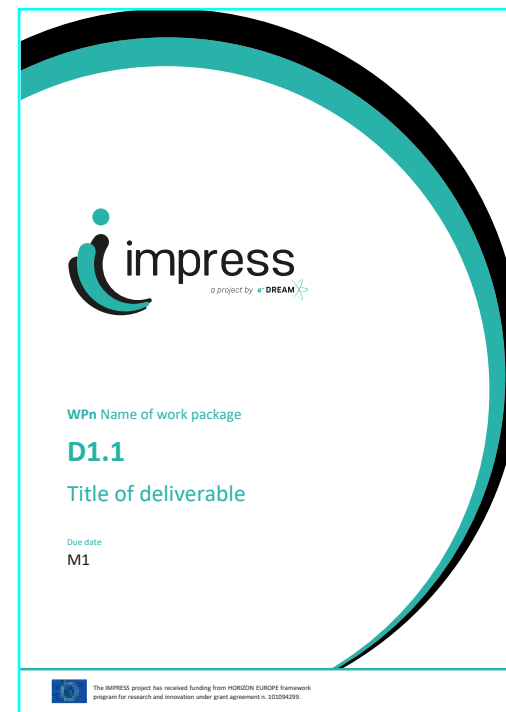 impress
a project by e⁻DREAM
WPn Name of work package
D1.1
Title of deliverable
Due date
M1
The IMPRESS project has received funding from HORIZON EUROPE framework
program for research and innovation under grant agreement n. 101094299.